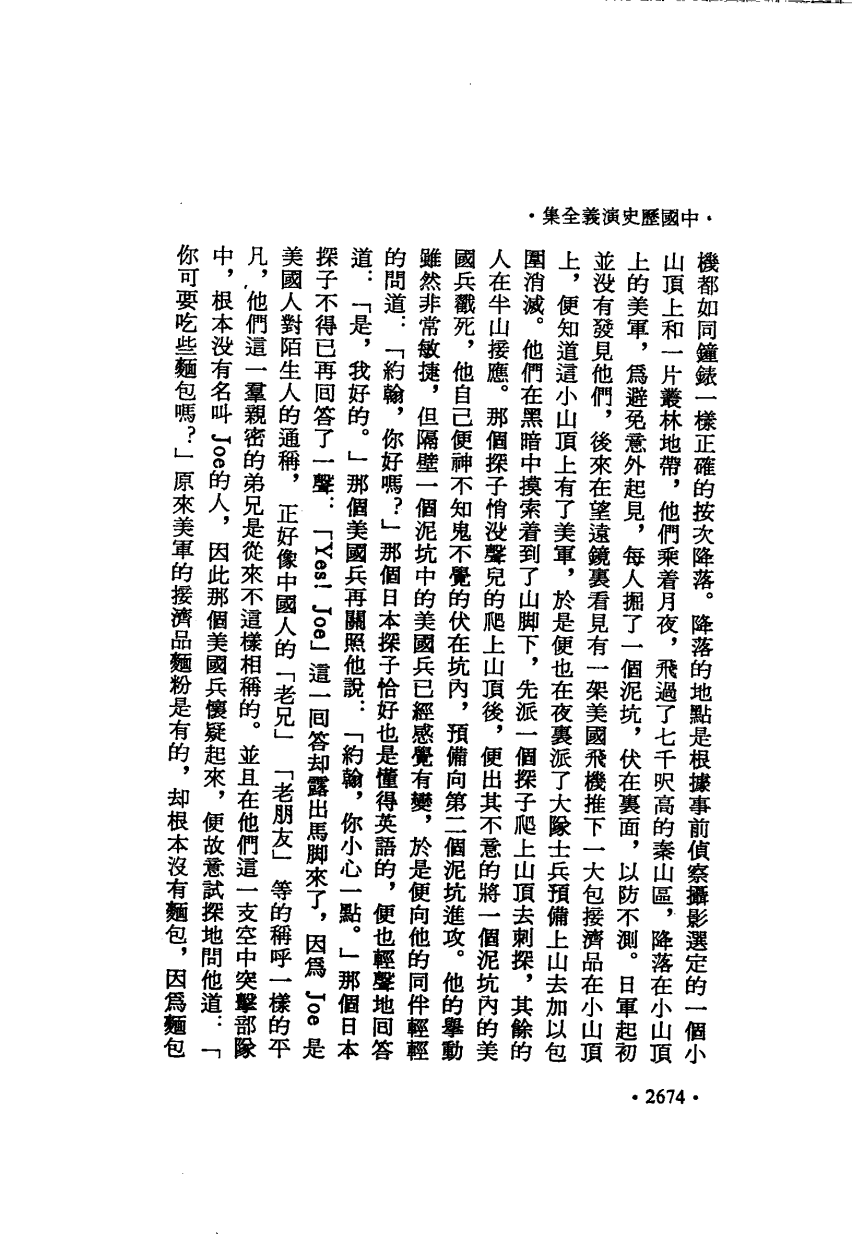 ·中國歷史演義全集·
機都如同鐘錶一樣正確的按次降落。降落的地點是根據事前偵察攝影選定的一個小
山頂上和一片叢林地帶，他們乘着月夜，飛過了七千呎高的秦山區，降落在小山頂
上的美軍，爲避免意外起見，每人掘了一個泥坑，伏在裏面，以防不測。日軍起初
並没有發見他們，後來在望遠鏡裏看見有一架美國飛機推下一大包接濟品在小山頂
上，便知道這小山頂上有了美軍，於是便也在夜裏派了大隊士兵預備上山去加以包
圍消滅。他們在黑暗中摸索着到了山脚下，先派一個探子爬上山頂去刺探，其餘的
人在半山接應。那個探子悄没聲兒的爬上山頂後，便出其不意的將一個泥坑內的美
國兵戳死，他自己便神不知鬼不覺的伏在坑內，預備向第二個泥坑進攻。他的舉動
雖然非常敏捷，但隔壁一個泥坑中的美國兵已經感覺有變，於是便向他的同伴輕輕
的問道：「約翰，你好嗎？」那個日本探子恰好也是懂得英語的，便也輕聲地回答
道：「是，我好的。」那個美國兵再關照他說：「約翰，你小心一點。」那個日本
探子不得已再回答了一聲：「Yes! Joe」這一回答却露出馬脚來了，因爲 Joe 是
美國人對陌生人的通稱，正好像中國人的「老兄」「老朋友」等的稱呼一樣的平
凡，他們這一羣親密的弟兄是從來不這樣相稱的。並且在他們這一支空中突擊部隊
中，根本没有名叫 Joe的人，因此那個美國兵懷疑起來，便故意試探地問他道：「
你可要吃些麵包嗎？」原來美軍的接濟品麵粉是有的，却根本沒有麵包，因爲麵包
·2674·